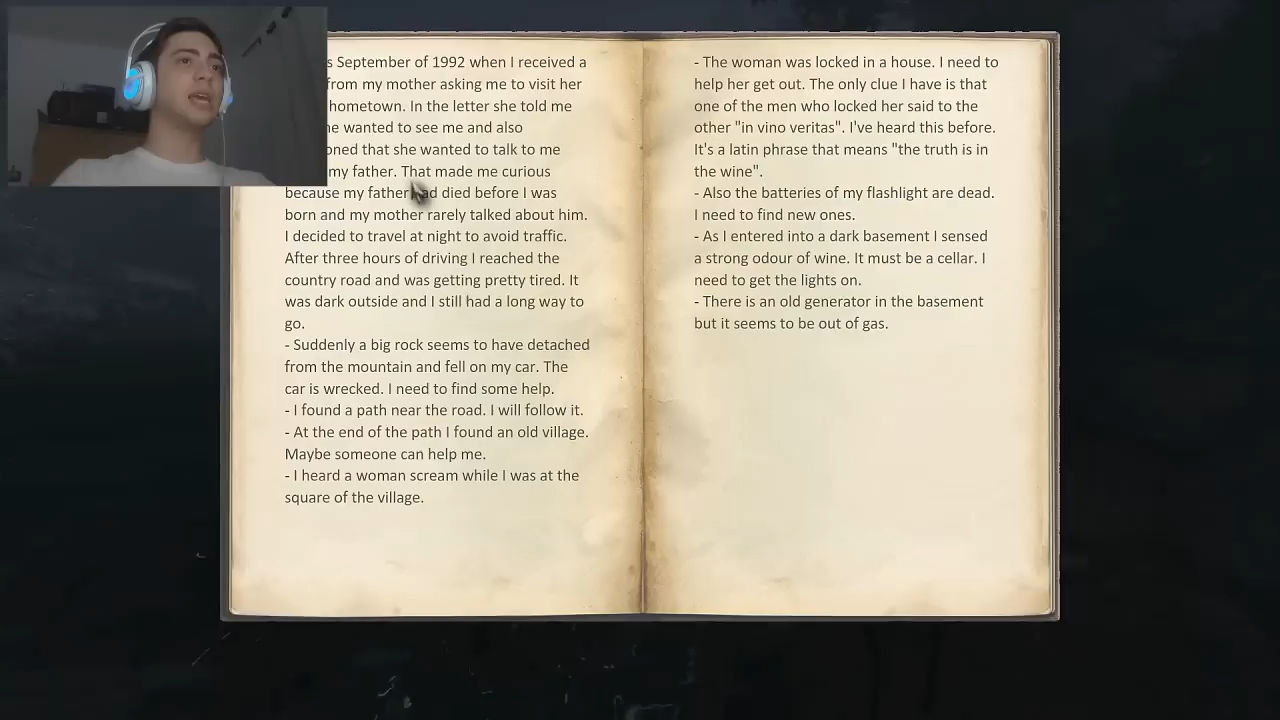 September of 1992 when I received a
from my mother asking me to visit her
hometown. In the letter she told me
wanted to see me and also
that she wanted to talk to me
my father. That made me curious
because my father had died before I was
born and my mother rarely talked about him.
I decided to travel at night to avoid traffic.
After three hours of driving I reached the
country road and was getting pretty tired. It
was dark outside and I still had a long way to
go.
- Suddenly a big rock seems to have detached
from the mountain and fell on my car. The
car is wrecked. I need to find some help.
- I found a path near the road. I will follow it.
- At the end of the path I found an old village.
Maybe someone can help me.
- I heard a woman scream while I was at the
square of the village.
- The woman was locked in a house. I need to
help her get out. The only clue I have is that
one of the men who locked her said to the
other "in vino veritas". I've heard this before.
It's a latin phrase that means "the truth is in
the wine".
- Also the batteries of my flashlight are dead.
I need to find new ones.
- As I entered into a dark basement I sensed
a strong odour of wine. It must be a cellar. I
need to get the lights on.
- There is an old generator in the basement
but it seems to be out of gas.